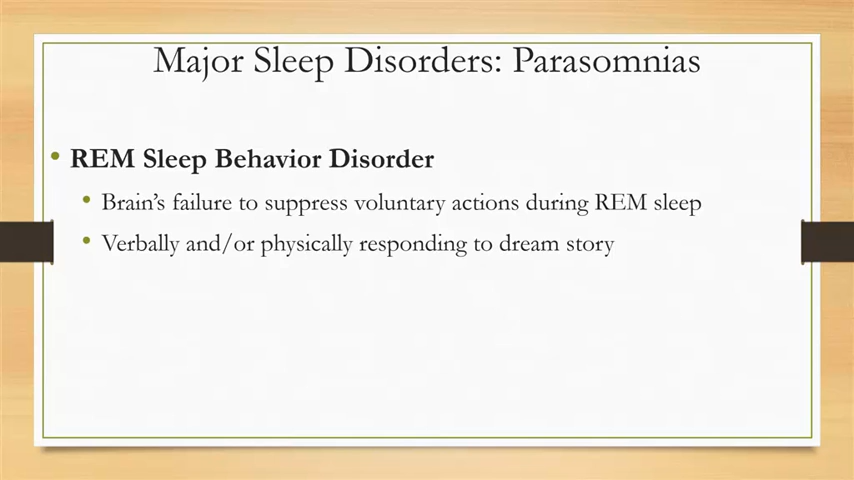 Major Sleep Disorders: Parasomnias
• REM Sleep Behavior Disorder
• Brain’s failure to suppress voluntary actions during REM sleep
• Verbally and/or physically responding to dream story